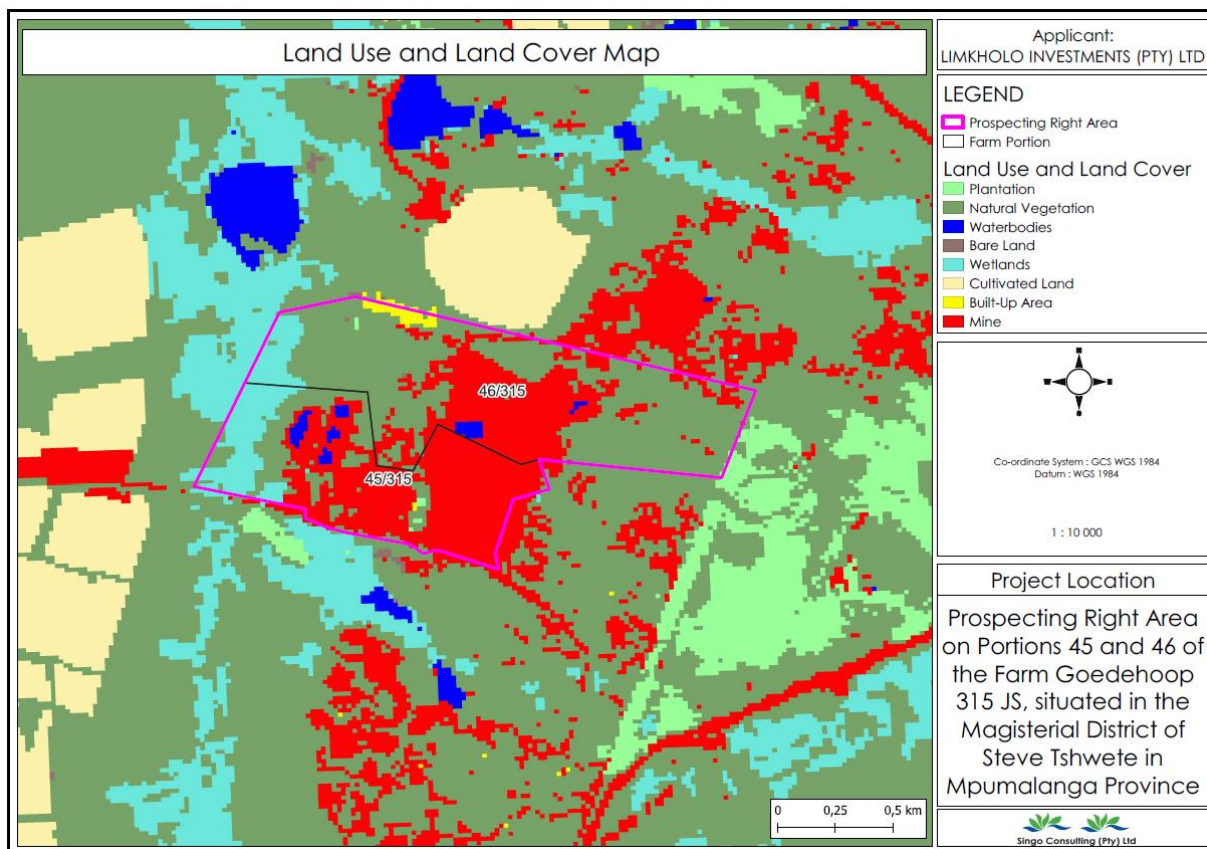 Land Use and Land Cover Map
46/315
45/315
0 0,25 0,5 km
Applicant:
LIMKHOLO INVESTMENTS (PTY) LTD
LEGEND
Prospecting Right Area
Farm Portion
Land Use and Land Cover
Plantation
Natural Vegetation
Waterbodies
Bare Land
Wetlands
Cultivated Land
Built-Up Area
Mine
Co-ordinate System : GCS WGS 1984
Datum : WGS 1984
1 : 10 000
Project Location
Prospecting Right Area
on Portions 45 and 46 of
the Farm Goedehoop
315 JS, situated in the
Magisterial District of
Steve Tshwete in
Mpumalanga Province
Singo Consulting (Pty) Ltd